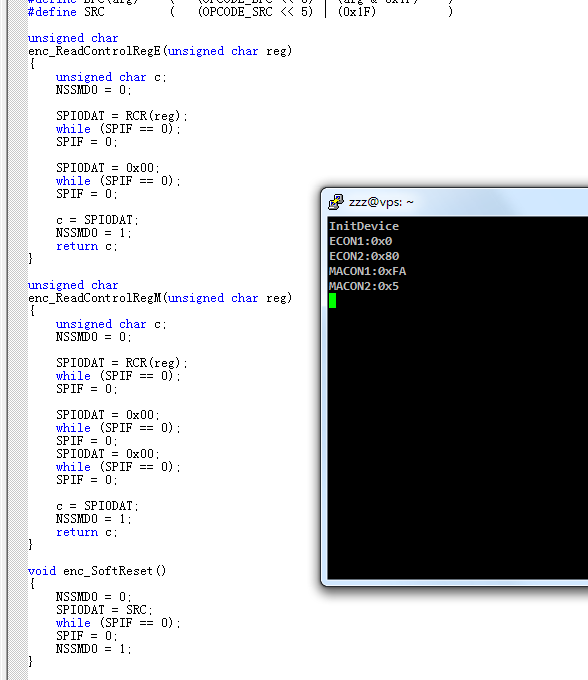 #define SRC ( (OPCODE_SRC << 5) | (0x1F) )
unsigned char
enc_ReadControlRegE(unsigned char reg)
{
unsigned char c;
NSSMD0 = 0;
SPI0DAT = RCR(reg);
while (SPIF == 0);
SPIF = 0;
SPI0DAT = 0x00;
while (SPIF == 0);
SPIF = 0;
c = SPI0DAT;
NSSMD0 = 1;
return c;
}
unsigned char
enc_ReadControlRegM(unsigned char reg)
{
unsigned char c;
NSSMD0 = 0;
SPI0DAT = RCR(reg);
while (SPIF == 0);
SPIF = 0;
SPI0DAT = 0x00;
while (SPIF == 0);
SPIF = 0;
SPI0DAT = 0x00;
while (SPIF == 0);
SPIF = 0;
c = SPI0DAT;
NSSMD0 = 1;
return c;
}
void enc_SoftReset()
{
NSSMD0 = 0;
SPI0DAT = SRC;
while (SPIF == 0);
SPIF = 0;
NSSMD0 = 1;
}
zzz@vps: ~
InitDevice
ECON1:0x0
ECON2:0x80
MACON1:0xFA
MACON2:0x5